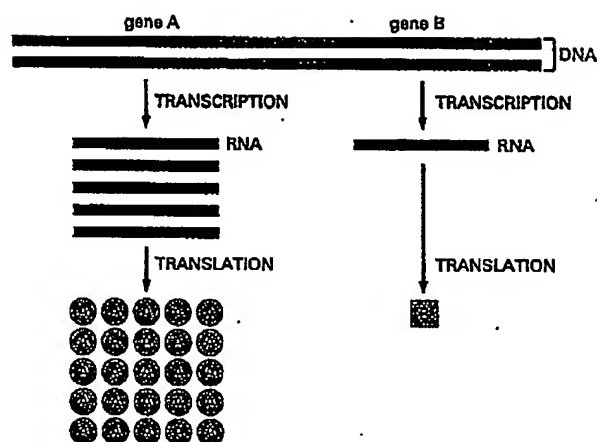 gene A gene B
DNA
TRANSCRIPTION TRANSCRIPTION
RNA RNA
TRANSLATION TRANSLATION